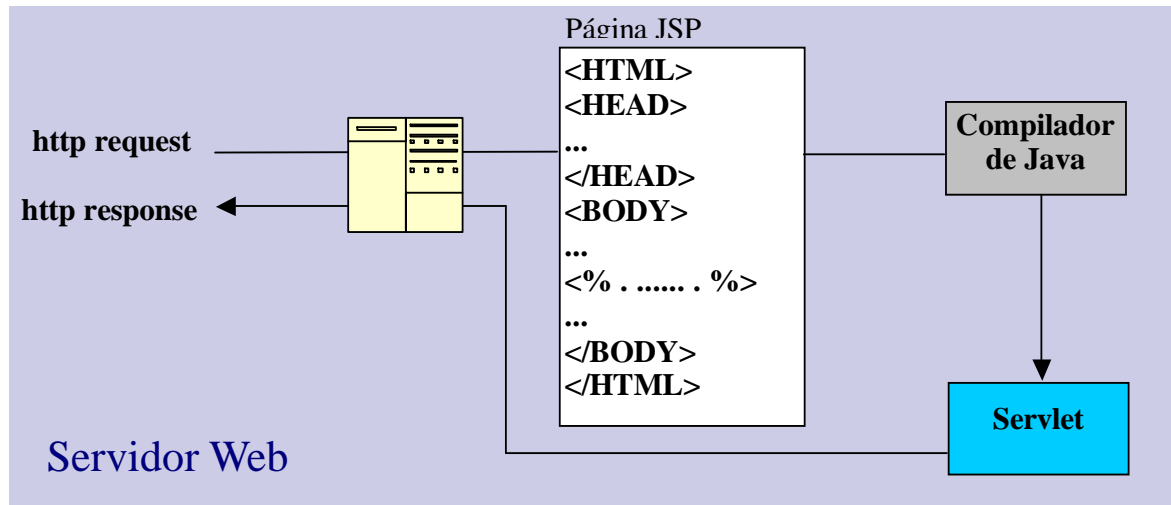 Página JSP
<HTML>
<HEAD>
...
</HEAD>
<BODY>
...
<% . ...... . %>
...
</BODY>
</HTML>
http request
http response
Compilador
de Java
Servlet
Servidor Web